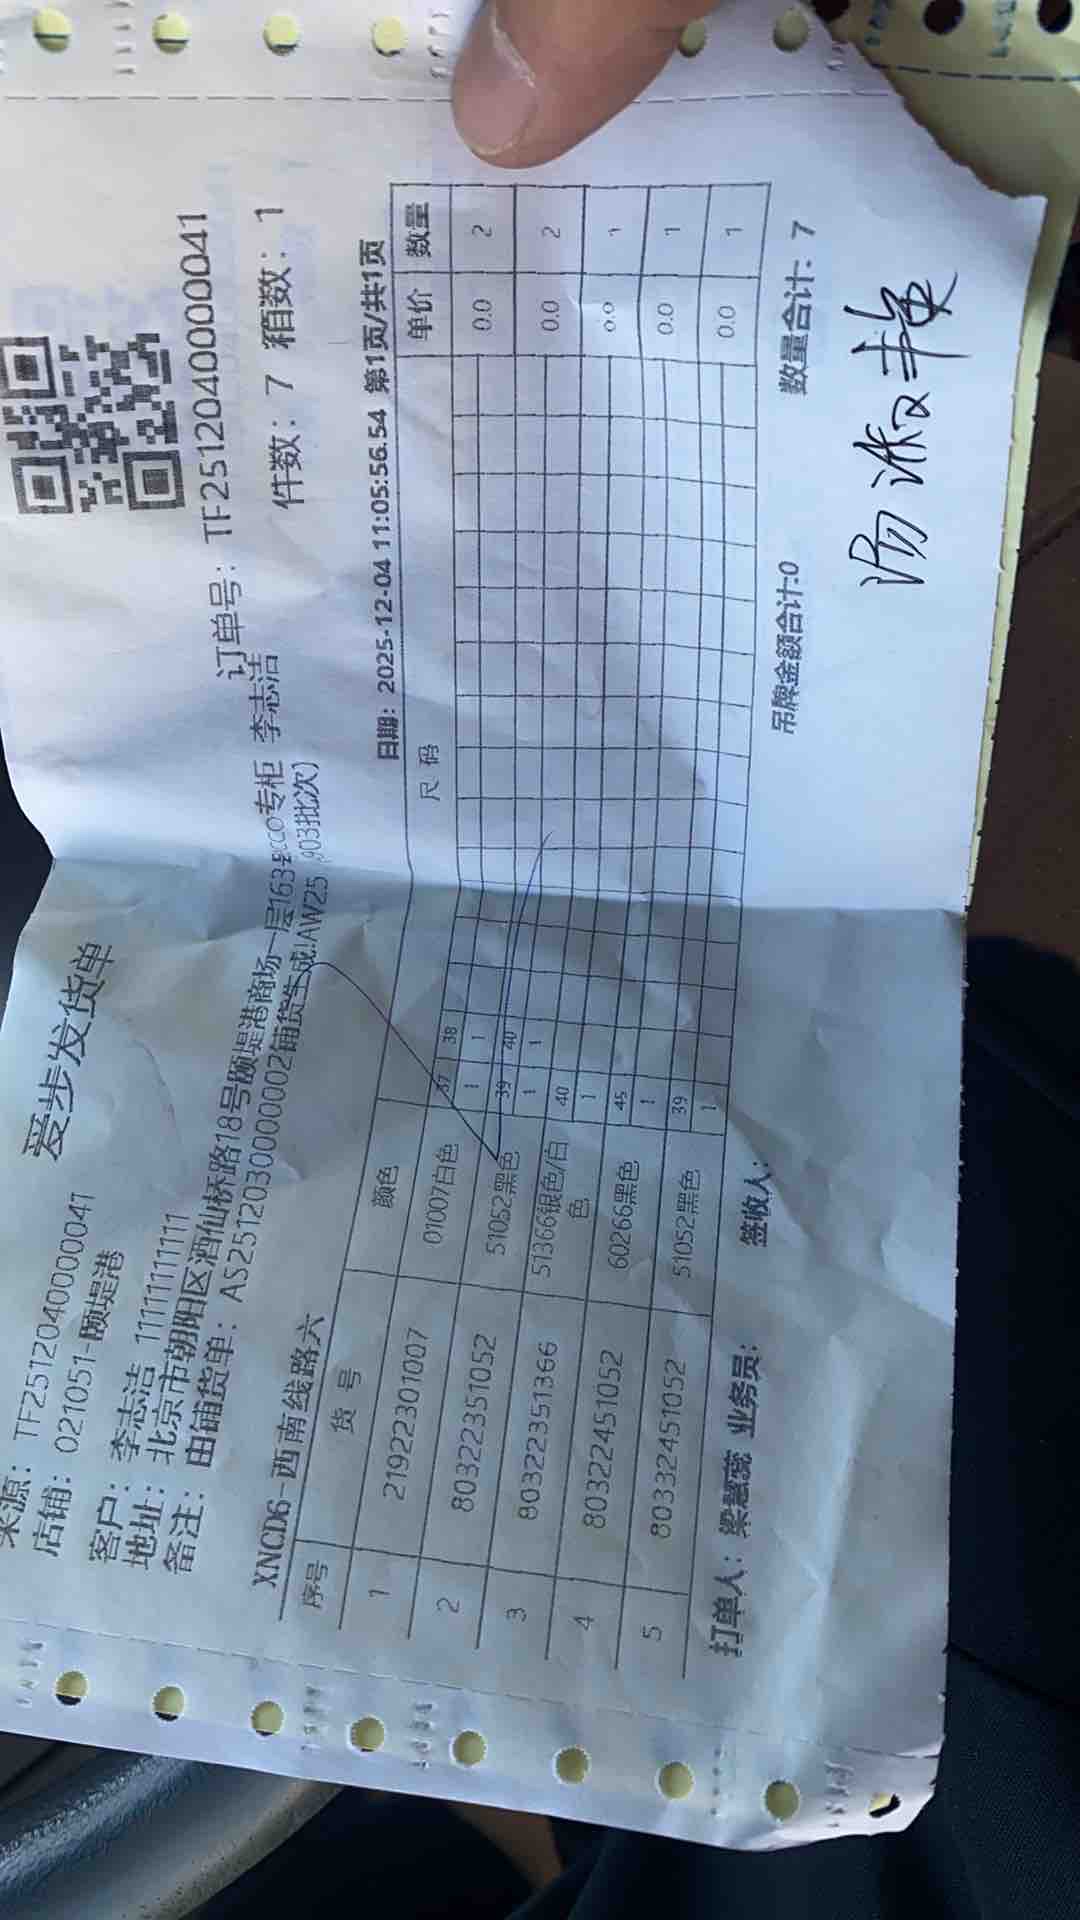 爱步发货单
来源：TF2512040000041
订单号：TF2512040000041
店铺：021051-颐堤港
件数：7 箱数：1
客户：李志洁 11111111111
地址：北京市朝阳区酒仙桥路18号颐堤港商场一层163 ECCO专柜 李志洁
备注：由铺货单：AS2512030000002铺货生成(AW25 903批次)
XNCD6-西南线路六
日期：2025-12-04 11:05:56.54 第1页/共1页
序号 货号 颜色 尺码 单价 数量
37 38
1 21922301007 01007白色 1 1 0.0 2
39 40
2 80322351052 51052黑色 1 1 0.0 2
40
3 80322351366 51366银色/白色 1 0.0 1
45
4 80322451052 60266黑色 1 0.0 1
39
5 80332451052 51052黑色 1 0.0 1
打单人：梁慧莞 业务员： 签收人： 吊牌金额合计:0 数量合计：7